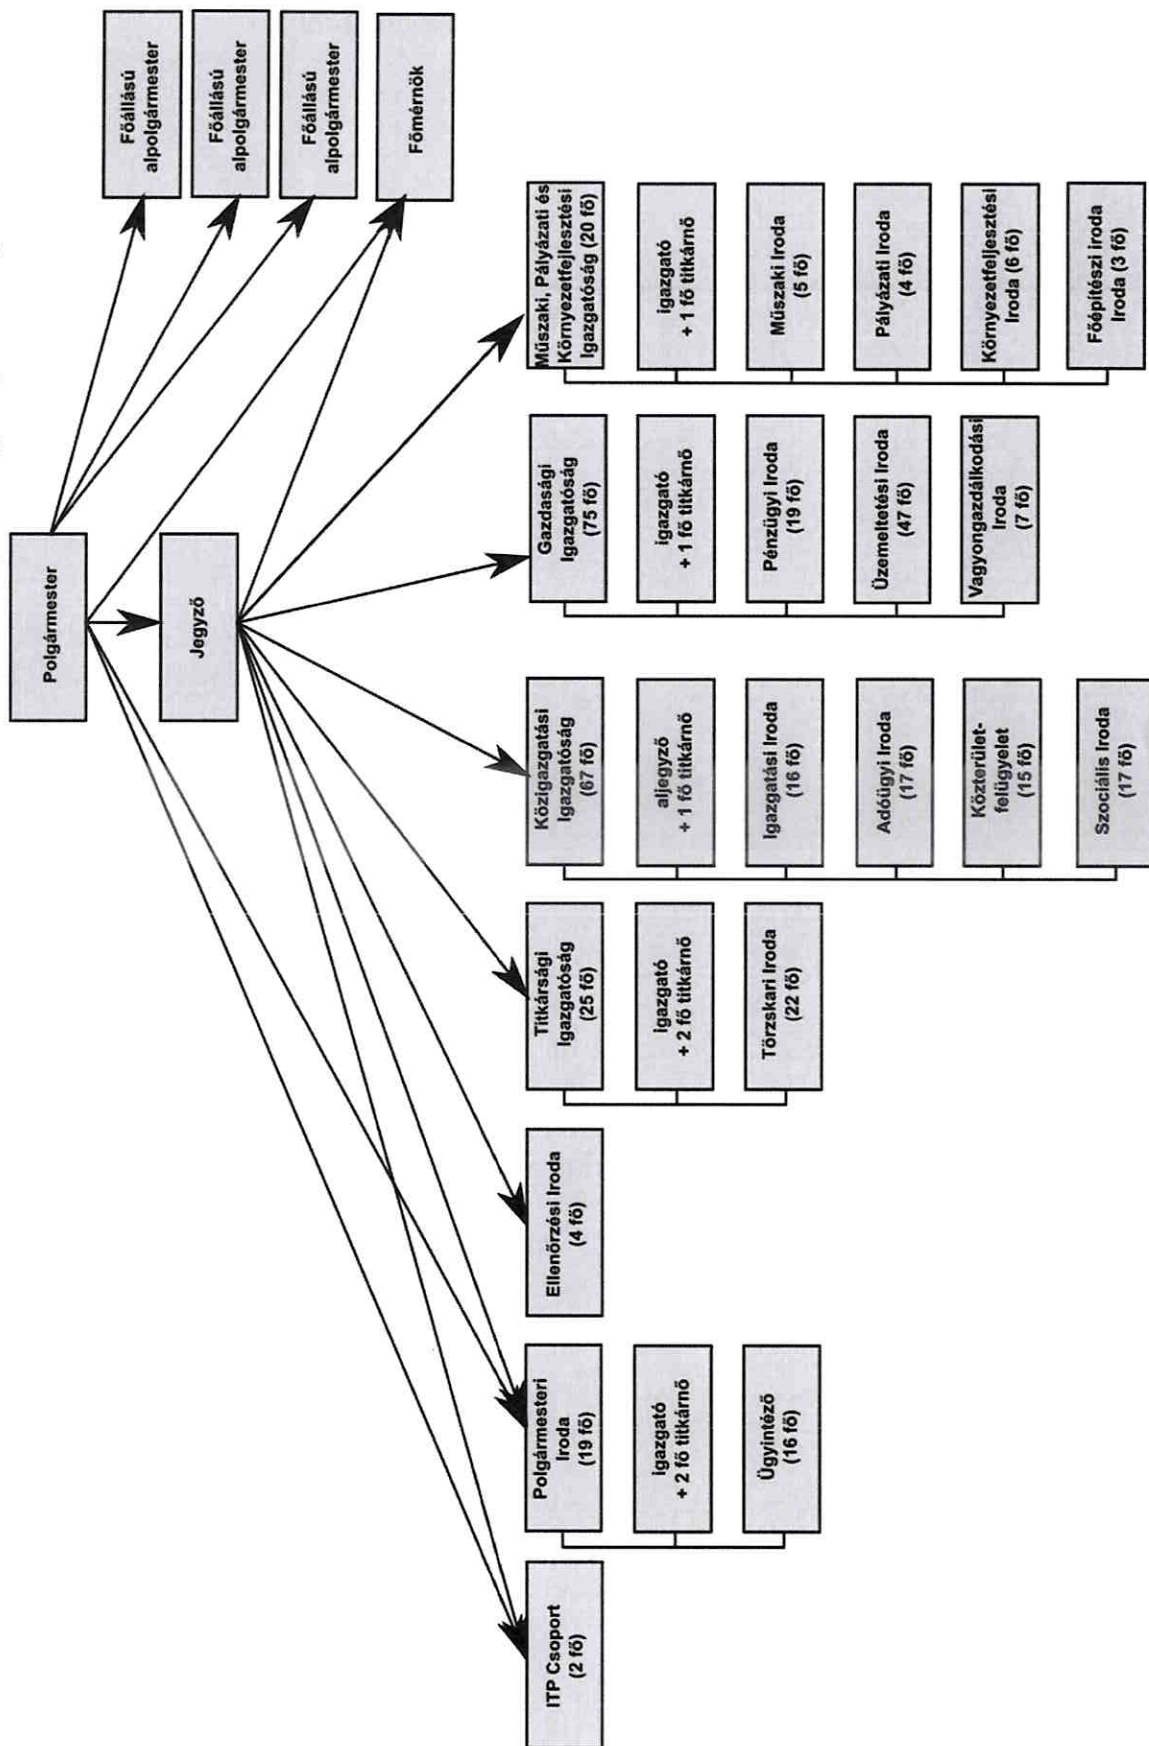 Polgármester
Jegyző
Főállású
alpolgármester
Főállású
alpolgármester
Főállású
alpolgármester
Főmérnök
ITP Csoport
(2 fő)
Polgármesteri
Iroda
(19 fő)
igazgató
+ 2 fő titkárnő
Ügyintéző
(16 fő)
Ellenőrzési Iroda
(4 fő)
Titkársági
Igazgatóság
(25 fő)
igazgató
+ 2 fő titkárnő
Törzskari Iroda
(22 fő)
Közigazgatási
Igazgatóság
(67 fő)
aljegyző
+ 1 fő titkárnő
Igazgatási Iroda
(16 fő)
Adóügyi Iroda
(17 fő)
Közterület-
felügyelet
(15 fő)
Szociális Iroda
(17 fő)
Gazdasági
Igazgatóság
(75 fő)
igazgató
+ 1 fő titkárnő
Pénzügyi Iroda
(19 fő)
Üzemeltetési Iroda
(47 fő)
Vagyongazdálkodási
Iroda
(7 fő)
Műszaki, Pályázati és
Környezetfejlesztési
Igazgatóság (20 fő)
igazgató
+ 1 fő titkárnő
Műszaki Iroda
(5 fő)
Pályázati Iroda
(4 fő)
Környezetfeljesztési
Iroda (6 fő)
Főépítészi iroda
Iroda (3 fő)